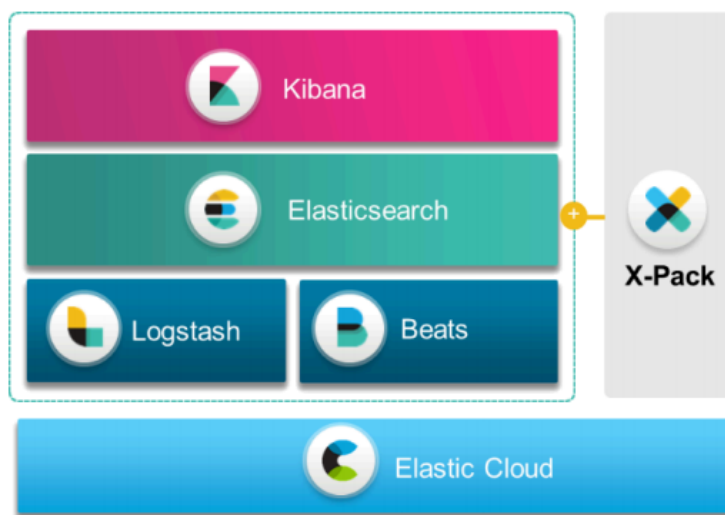 Kibana
Elasticsearch
+
X-Pack
Logstash
Beats
Elastic Cloud